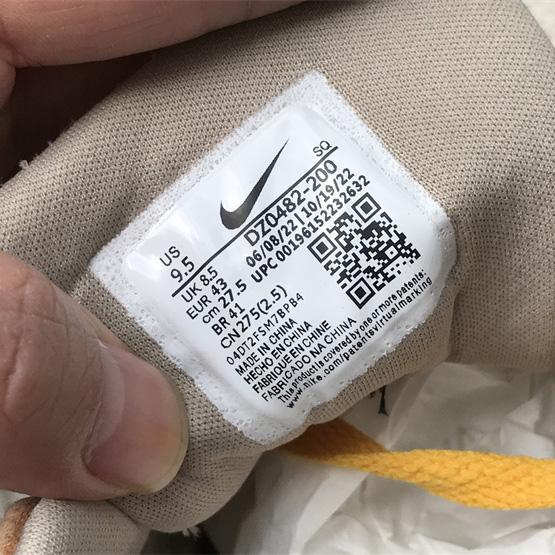 US
9.5
SQ
UK 8.5
EUR 43
cm 27.5
BR 41
CN 275(2.5)
DZ0482-200
06/08/22|10/19/22
UPC 00196152232632
04DT2FSM7BPB4
MADE IN CHINA
HECHO EN CHINA
FABRIQUÉ EN CHINE
FABRICADO NA CHINA
This product is covered by one or more patents:
www.nike.com/patentsvirtualmarking